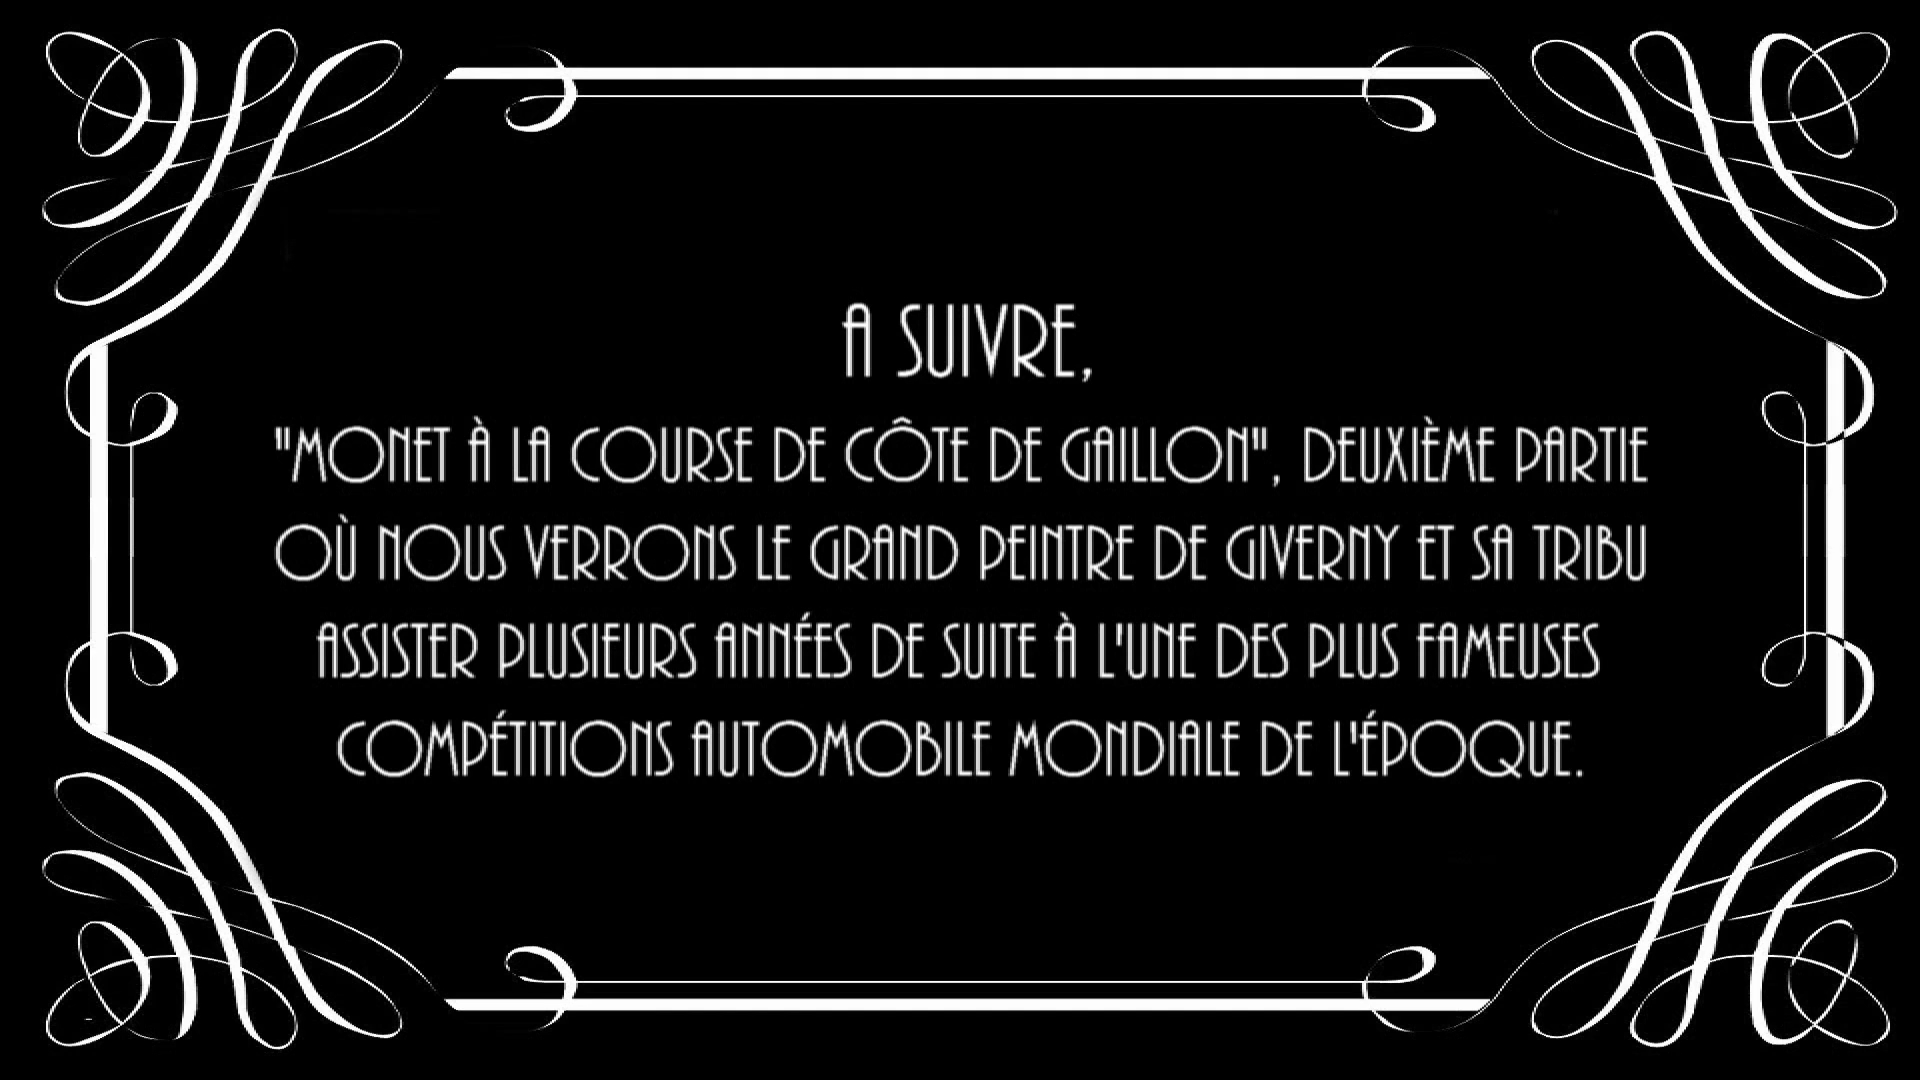 A SUIVRE,
"MONET À LA COURSE DE CÔTE DE GAILLON", DEUXIÈME PARTIE
OÙ NOUS VERRONS LE GRAND PEINTRE DE GIVERNY ET SA TRIBU
ASSISTER PLUSIEURS ANNÉES DE SUITE À L'UNE DES PLUS FAMEUSES
COMPÉTITIONS AUTOMOBILE MONDIALE DE L'ÉPOQUE.